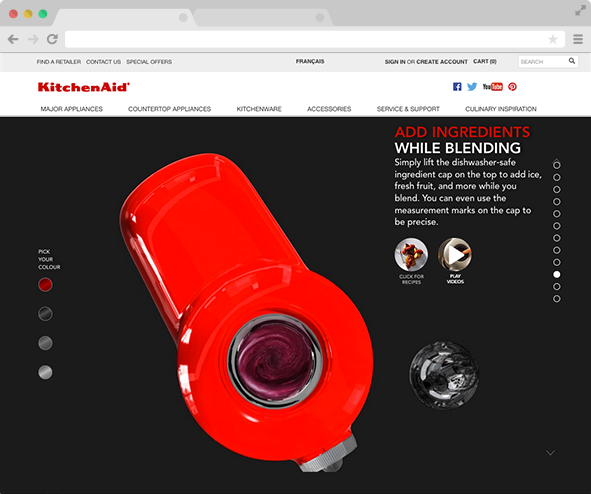 FIND A RETAILER CONTACT US SPECIAL OFFERS FRANÇAIS SIGN IN OR CREATE ACCOUNT CART (0) SEARCH
KitchenAid®
You Tube
MAJOR APPLIANCES COUNTERTOP APPLIANCES KITCHENWARE ACCESSORIES SERVICE & SUPPORT CULINARY INSPIRATION
ADD INGREDIENTS
WHILE BLENDING
Simply lift the dishwasher-safe
ingredient cap on the top to add ice,
fresh fruit, and more while you
blend. You can even use the
measurement marks on the cap to
be precise.
CLICK FOR
RECIPES
PLAY
VIDEOS
PICK
YOUR
COLOUR